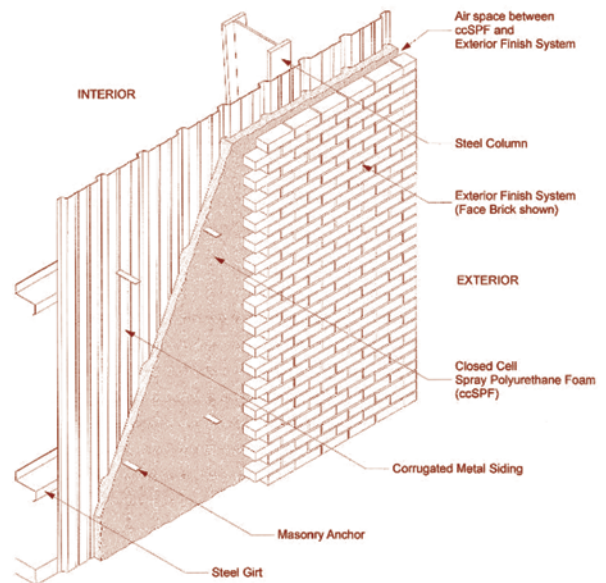 Air space between
ccSPF and
Exterior Finish System
INTERIOR
Steel Column
Exterior Finish System
(Face Brick shown)
EXTERIOR
Closed Cell
Spray Polyurethane Foam
(ccSPF)
Corrugated Metal Siding
Masonry Anchor
Steel Girt